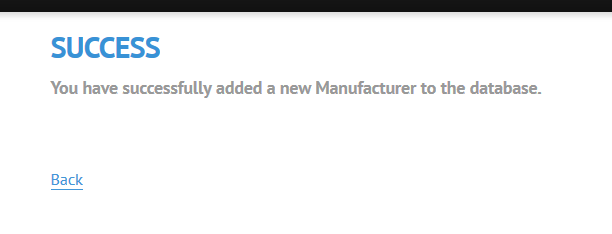 SUCCESS
You have successfully added a new Manufacturer to the database.
Back